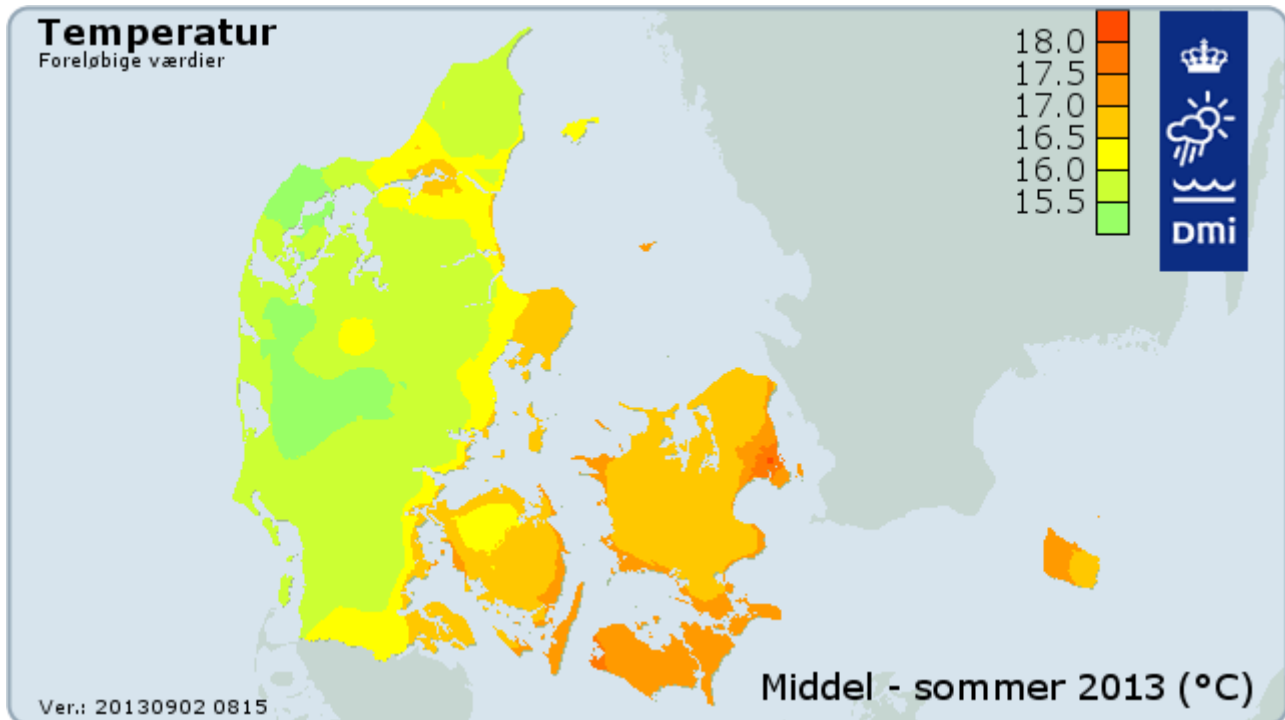 Temperatur
Foreløbige værdier
18.0
17.5
17.0
16.5
16.0
15.5
DMi
Middel - sommer 2013 (°C)
Ver.: 20130902 0815